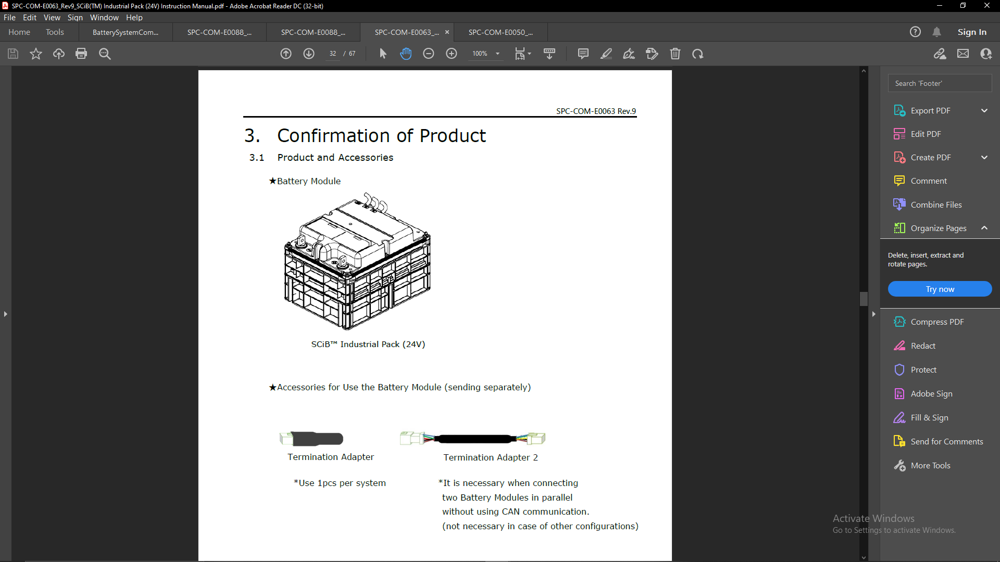 SPC-COM-E0063_Rev9_SCiB(TM) Industrial Pack (24V) Instruction Manual.pdf - Adobe Acrobat Reader DC (32-bit)
File Edit View Sign Window Help
Home Tools BatterySystemCom... SPC-COM-E0088_... SPC-COM-E0088_... SPC-COM-E0063_... SPC-COM-E0050_... Sign In
32 / 67 100%
Search 'Footer'
Export PDF
Edit PDF
Create PDF
Comment
Combine Files
Organize Pages
Delete, insert, extract and
rotate pages.
Try now
Compress PDF
Redact
Protect
Adobe Sign
Fill & Sign
Send for Comments
More Tools
SPC-COM-E0063 Rev.9
3. Confirmation of Product
3.1 Product and Accessories
★Battery Module
SCiB™ Industrial Pack (24V)
★Accessories for Use the Battery Module (sending separately)
Termination Adapter
*Use 1pcs per system
Termination Adapter 2
*It is necessary when connecting
two Battery Modules in parallel
without using CAN communication.
(not necessary in case of other configurations)
Activate Windows
Go to Settings to activate Windows.